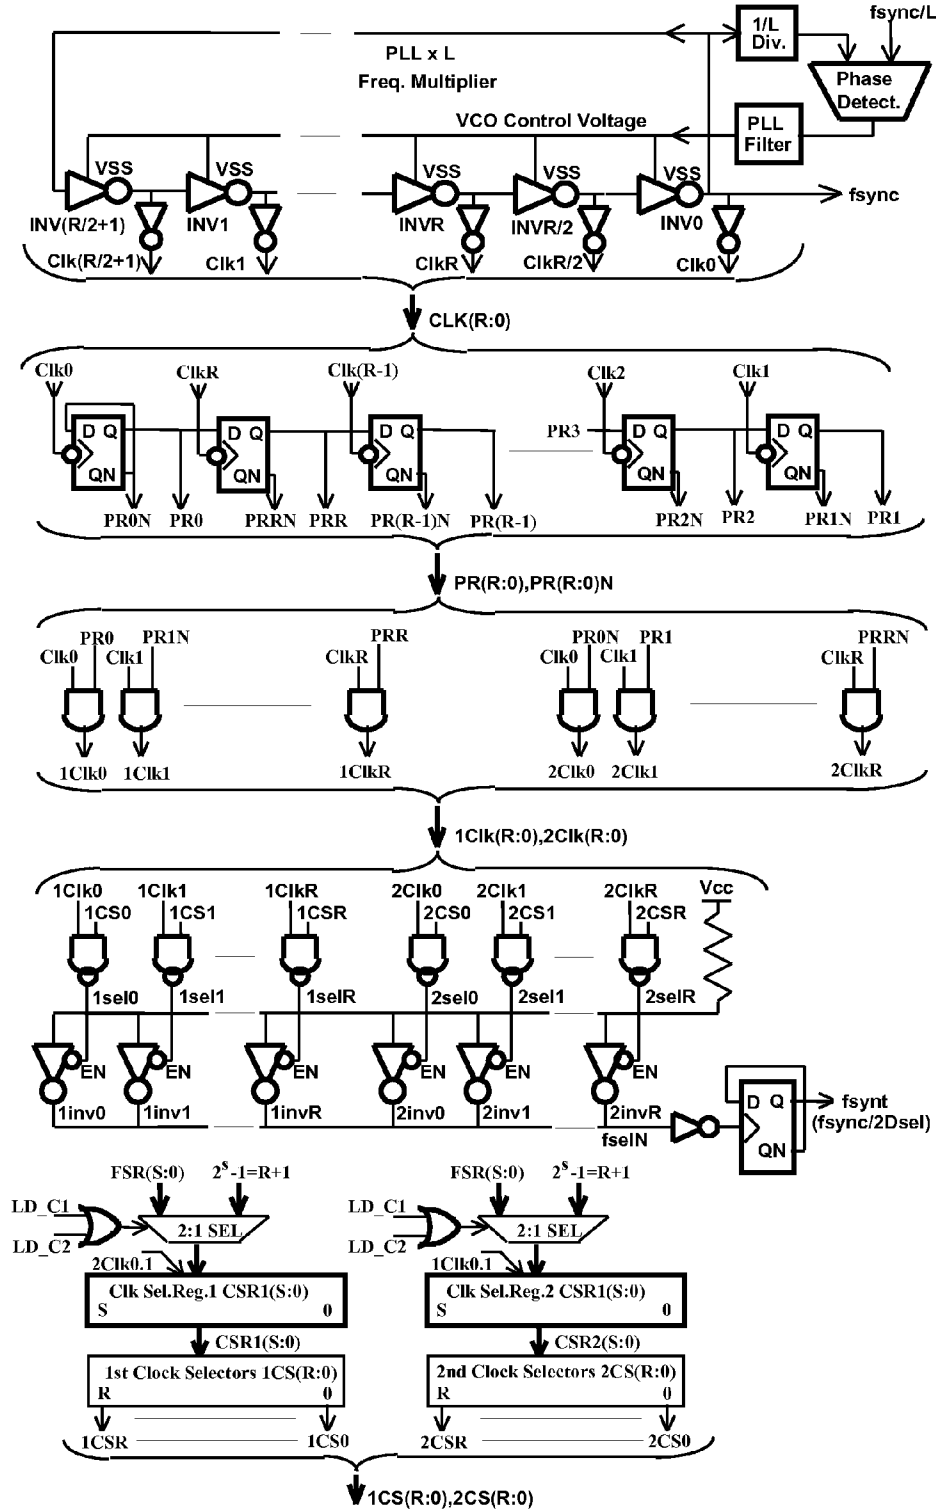 fsync/L
1/L
Div.
PLL x L
Freq. Multiplier
Phase
Detect.
VCO Control Voltage
PLL
Filter
VSS VSS VSS VSS VSS
fsync
INV(R/2+1) INV1 INVR INVR/2 INV0
Clk(R/2+1) Clk1 ClkR ClkR/2 Clk0
CLK(R:0)
Clk0 ClkR Clk(R-1) Clk2 Clk1
D Q D Q D Q PR3 D Q D Q
QN QN QN QN QN
PR0N PR0 PRRN PRR PR(R-1)N PR(R-1) PR2N PR2 PR1N PR1
PR(R:0),PR(R:0)N
PR0 PR1N PRR PR0N PR1 PRRN
Clk0 Clk1 ClkR Clk0 Clk1 ClkR
1Clk0 1Clk1 1ClkR 2Clk0 2Clk1 2ClkR
1Clk(R:0),2Clk(R:0)
1Clk0 1Clk1 1ClkR 2Clk0 2Clk1 2ClkR Vcc
1CS0 1CS1 1CSR 2CS0 2CS1 2CSR
1sel0 1sel1 1selR 2sel0 2sel1 2selR
EN EN EN EN EN EN
1inv0 1inv1 1invR 2inv0 2inv1 2invR
fselN
D Q
QN
fsynt
(fsync/2Dsel)
FSR(S:0) 2S-1=R+1 FSR(S:0) 2S-1=R+1
LD_C1 LD_C1
2:1 SEL 2:1 SEL
LD_C2 LD_C2
2Clk0.1 1Clk0.1
Clk Sel.Reg.1 CSR1(S:0) Clk Sel.Reg.2 CSR1(S:0)
S 0 S 0
CSR1(S:0) CSR2(S:0)
1st Clock Selectors 1CS(R:0) 2nd Clock Selectors 2CS(R:0)
R 0 R 0
1CSR 1CS0 2CSR 2CS0
1CS(R:0),2CS(R:0)